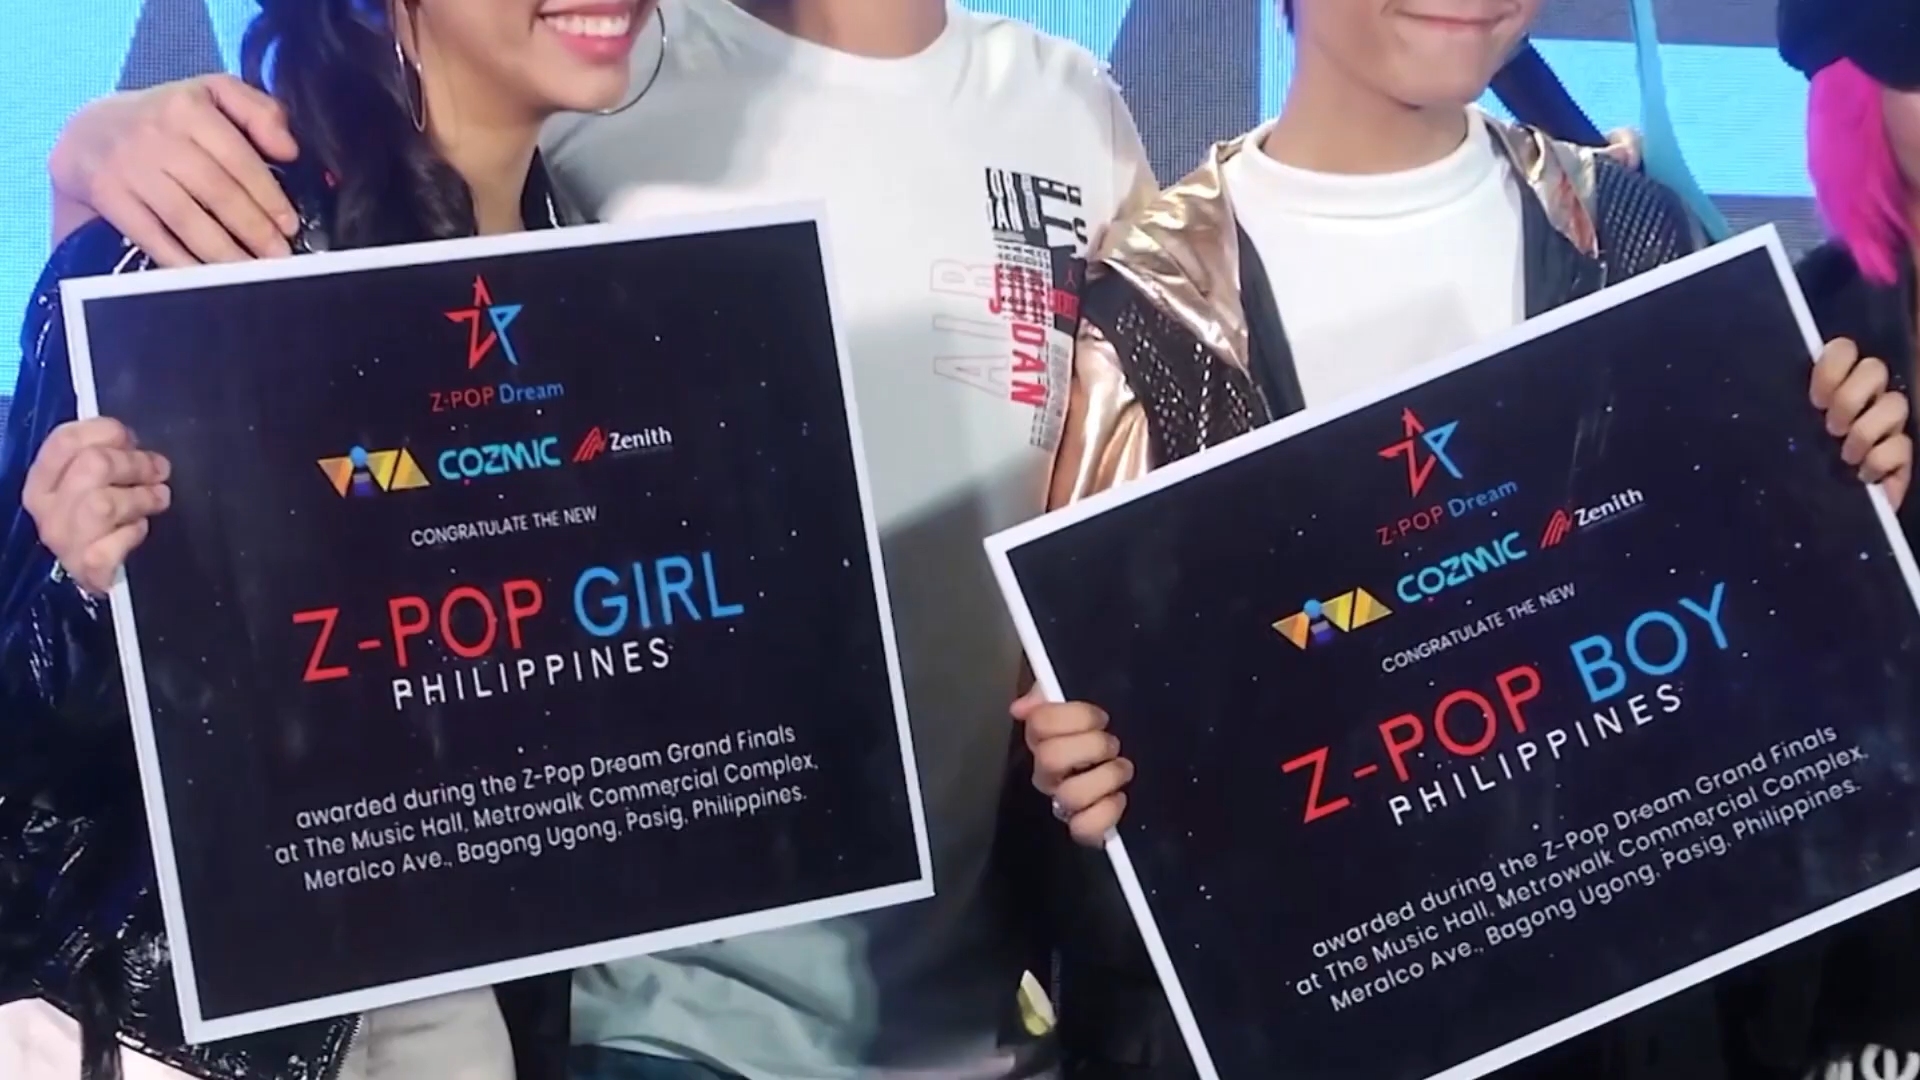 Z-POP Dream
VIVA COZMIC Zenith
CONGRATULATE THE NEW
Z-POP GIRL
PHILIPPINES
awarded during the Z-Pop Dream Grand Finals
at The Music Hall, Metrowalk Commercial Complex,
Meralco Ave., Bagong Ugong, Pasig, Philippines.
AIR
JORDAN
Z-POP Dream
VIVA COZMIC Zenith
CONGRATULATE THE NEW
Z-POP BOY
PHILIPPINES
awarded during the Z-Pop Dream Grand Finals
at The Music Hall, Metrowalk Commercial Complex,
Meralco Ave., Bagong Ugong, Pasig, Philippines.